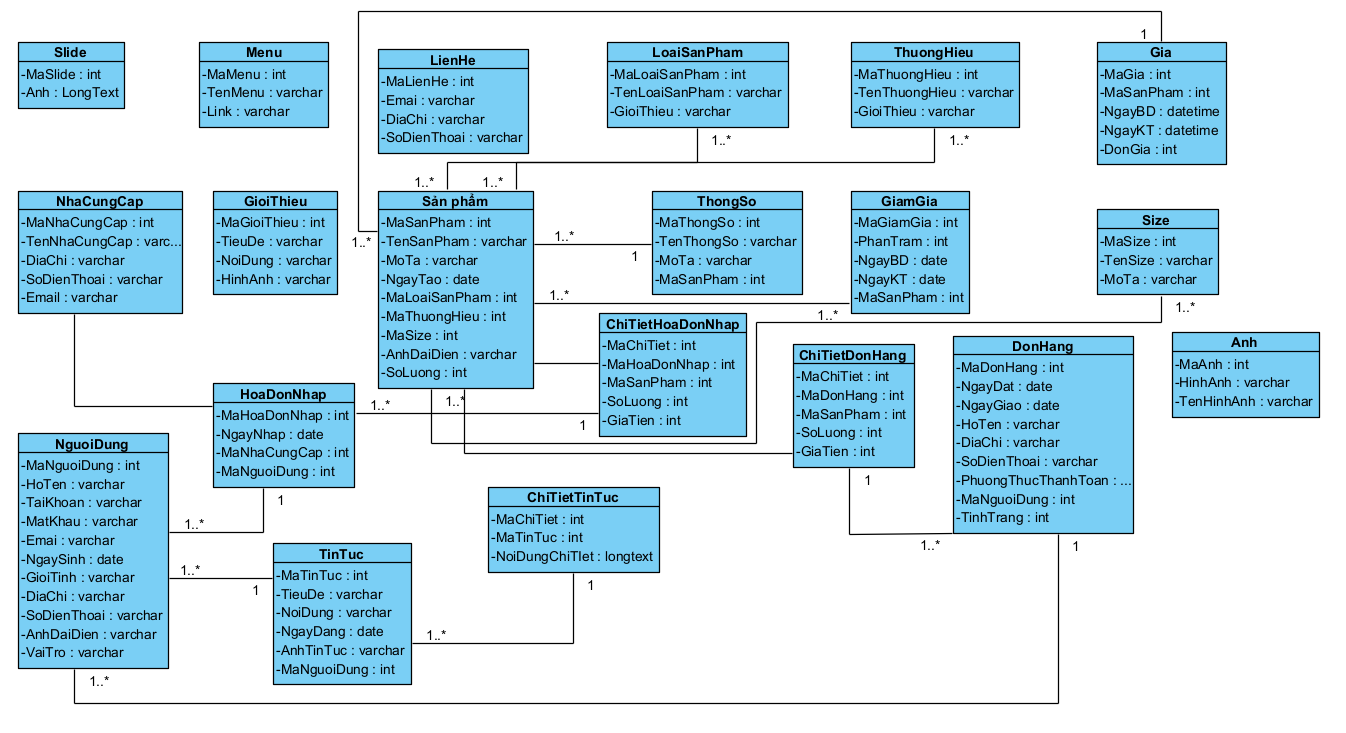 Slide
-MaSlide : int
-Anh : LongText
Menu
-MaMenu : int
-TenMenu : varchar
-Link : varchar
LienHe
-MaLienHe : int
-Emai : varchar
-DiaChi : varchar
-SoDienThoai : varchar
LoaiSanPham
-MaLoaiSanPham : int
-TenLoaiSanPham : varchar
-GioiThieu : varchar
1..*
ThuongHieu
-MaThuongHieu : int
-TenThuongHieu : varchar
-GioiThieu : varchar
1..*
1
Gia
-MaGia : int
-MaSanPham : int
-NgayBD : datetime
-NgayKT : datetime
-DonGia : int
NhaCungCap
-MaNhaCungCap : int
-TenNhaCungCap : varc...
-DiaChi : varchar
-SoDienThoai : varchar
-Email : varchar
GioiThieu
-MaGioiThieu : int
-TieuDe : varchar
-NoiDung : varchar
-HinhAnh : varchar
1..*
1..*
1..*
Sản phẩm
-MaSanPham : int
-TenSanPham : varchar
-MoTa : varchar
-NgayTao : date
-MaLoaiSanPham : int
-MaThuongHieu : int
-MaSize : int
-AnhDaiDien : varchar
-SoLuong : int
1..*
1..*
1
1..*
ThongSo
-MaThongSo : int
-TenThongSo : varchar
-MoTa : varchar
-MaSanPham : int
GiamGia
-MaGiamGia : int
-PhanTram : int
-NgayBD : date
-NgayKT : date
-MaSanPham : int
1..*
Size
-MaSize : int
-TenSize : varchar
-MoTa : varchar
1..*
ChiTietHoaDonNhap
-MaChiTiet : int
-MaHoaDonNhap : int
-MaSanPham : int
-SoLuong : int
-GiaTien : int
1
ChiTietDonHang
-MaChiTiet : int
-MaDonHang : int
-MaSanPham : int
-SoLuong : int
-GiaTien : int
1
1..*
DonHang
-MaDonHang : int
-NgayDat : date
-NgayGiao : date
-HoTen : varchar
-DiaChi : varchar
-SoDienThoai : varchar
-PhuongThucThanhToan : ...
-MaNguoiDung : int
-TinhTrang : int
1
Anh
-MaAnh : int
-HinhAnh : varchar
-TenHinhAnh : varchar
HoaDonNhap
-MaHoaDonNhap : int
-NgayNhap : date
-MaNhaCungCap : int
-MaNguoiDung : int
1..*
1
NguoiDung
-MaNguoiDung : int
-HoTen : varchar
-TaiKhoan : varchar
-MatKhau : varchar
-Emai : varchar
-NgaySinh : date
-GioiTinh : varchar
-DiaChi : varchar
-SoDienThoai : varchar
-AnhDaiDien : varchar
-VaiTro : varchar
1..*
1..*
1
1..*
TinTuc
-MaTinTuc : int
-TieuDe : varchar
-NoiDung : varchar
-NgayDang : date
-AnhTinTuc : varchar
-MaNguoiDung : int
1..*
ChiTietTinTuc
-MaChiTiet : int
-MaTinTuc : int
-NoiDungChiTIet : longtext
1